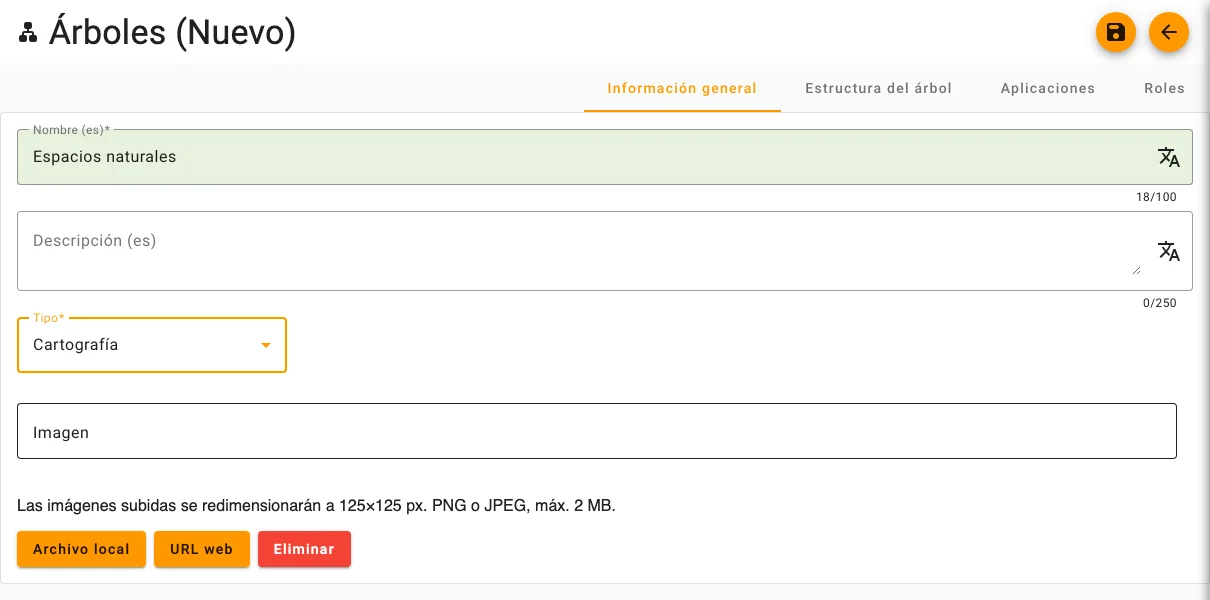 Árboles (Nuevo)
Información general Estructura del árbol Aplicaciones Roles
Nombre (es)*
Espacios naturales
18/100
Descripción (es)
0/250
Tipo*
Cartografía
Imagen
Las imágenes subidas se redimensionarán a 125×125 px. PNG o JPEG, máx. 2 MB.
Archivo local URL web Eliminar